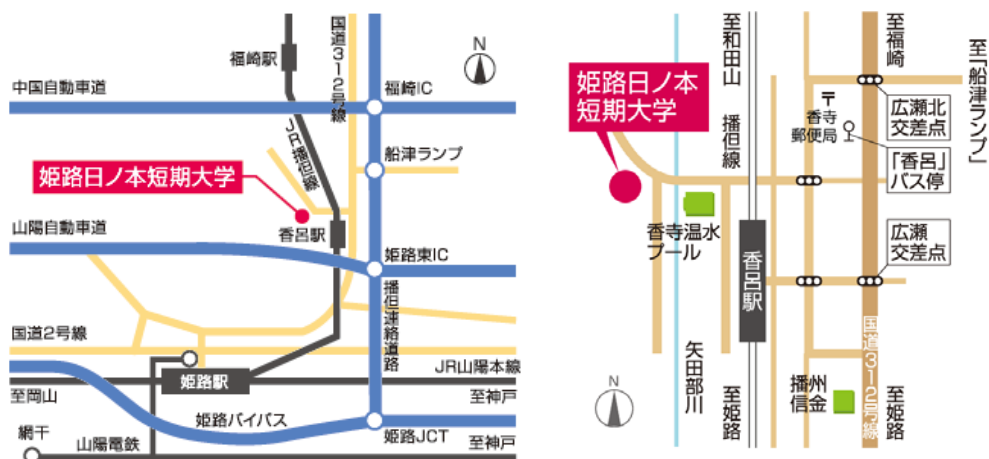 国道312号線
N
福崎駅
中国自動車道
福崎IC
JR播但線
船津ランプ
姫路日ノ本短期大学
香呂駅
山陽自動車道
姫路東IC
播但連絡道路
国道2号線
姫路駅
JR山陽本線
至岡山
至神戸
姫路バイパス
姫路JCT
網干
山陽電鉄
至神戸
至和田山
至福崎
至「船津ランプ」
姫路日ノ本
短期大学
播但線
〒
香寺
郵便局
広瀬北
交差点
「香呂」
バス停
香寺温水
プール
広瀬
交差点
香呂駅
国道312号線
矢田部川
N
播州
信金
至姫路
至姫路